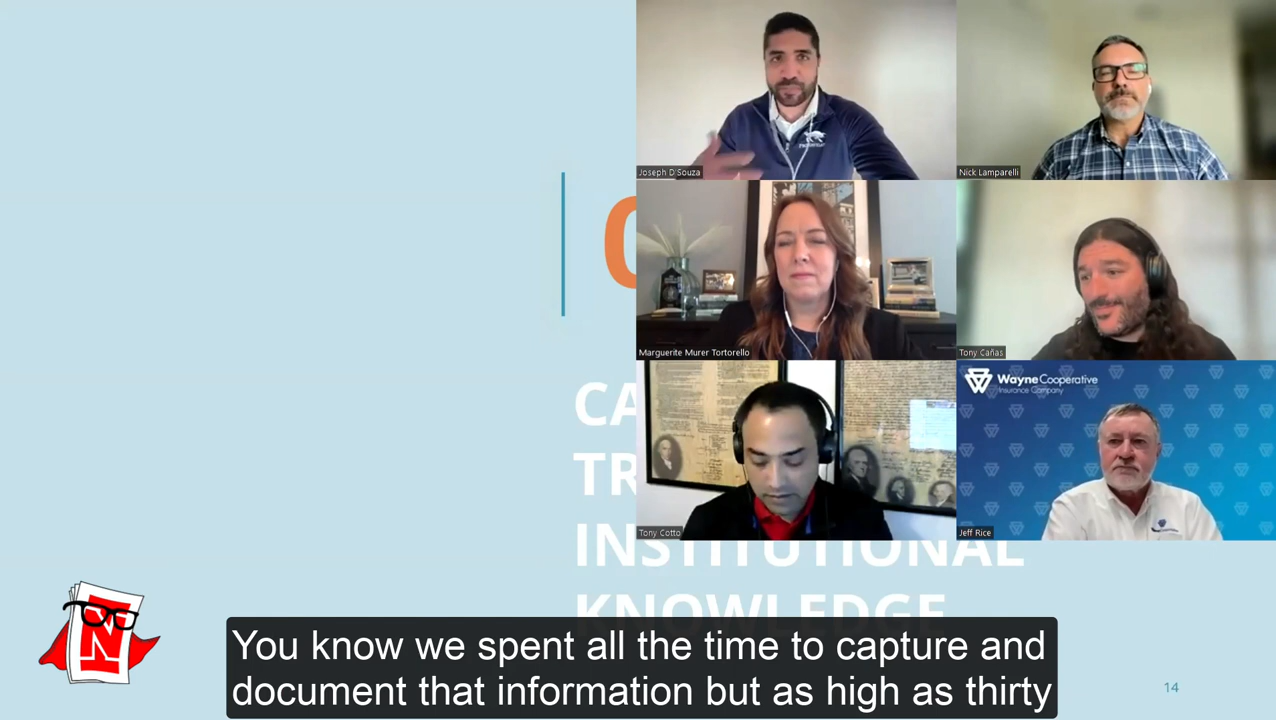 Joseph D Souza
Nick Lamparelli
Marguerite Murer Tortorello
Tony Cañas
Wayne Cooperative
Insurance Company
Tony Cotto
Jeff Rice
INSTITUTIONAL
KNOWLEDGE
N
You know we spent all the time to capture and
document that information but as high as thirty
14